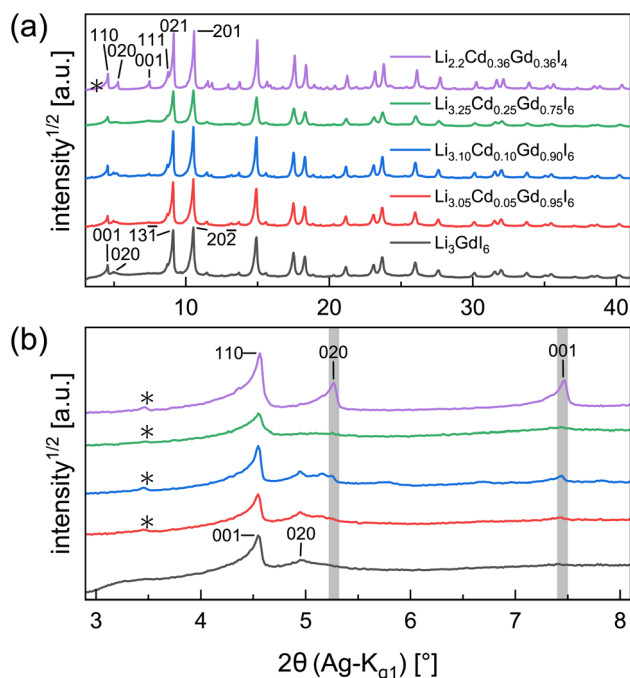 (a)
110
020
001
111
021
201
*
Li2.2Cd0.36Gd0.36I4
Li3.25Cd0.25Gd0.75I6
Li3.10Cd0.10Gd0.90I6
Li3.05Cd0.05Gd0.95I6
Li3GdI6
001
020
131̅
202̅
intensity1/2 [a.u.]
10 20 30 40
(b)
110
020
001
*
*
*
*
001
020
intensity1/2 [a.u.]
3 4 5 6 7 8
2θ (Ag-Kα1) [°]